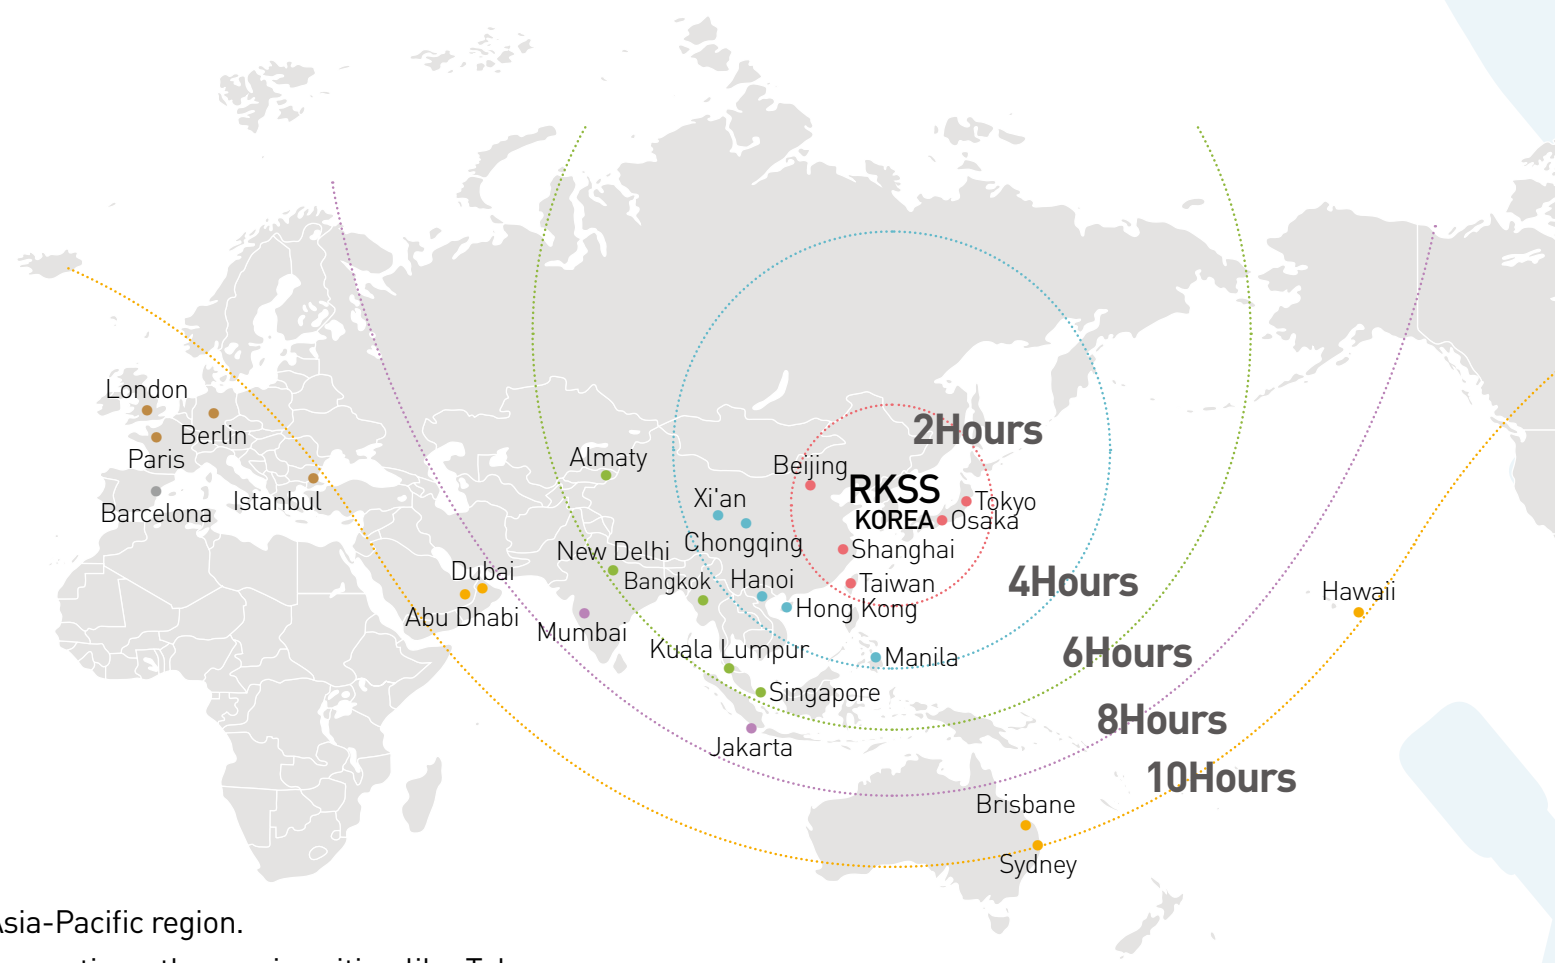 London
Berlin
Paris
Istanbul
Barcelona
Almaty
Beijing
2Hours
RKSS
KOREA
Tokyo
Osaka
Xi'an
Chongqing
Shanghai
New Delhi
Bangkok
Hanoi
Taiwan
4Hours
Hong Kong
Dubai
Abu Dhabi
Mumbai
Hawaii
Kuala Lumpur
Manila
6Hours
Singapore
8Hours
Jakarta
10Hours
Brisbane
Sydney
Asia-Pacific region.